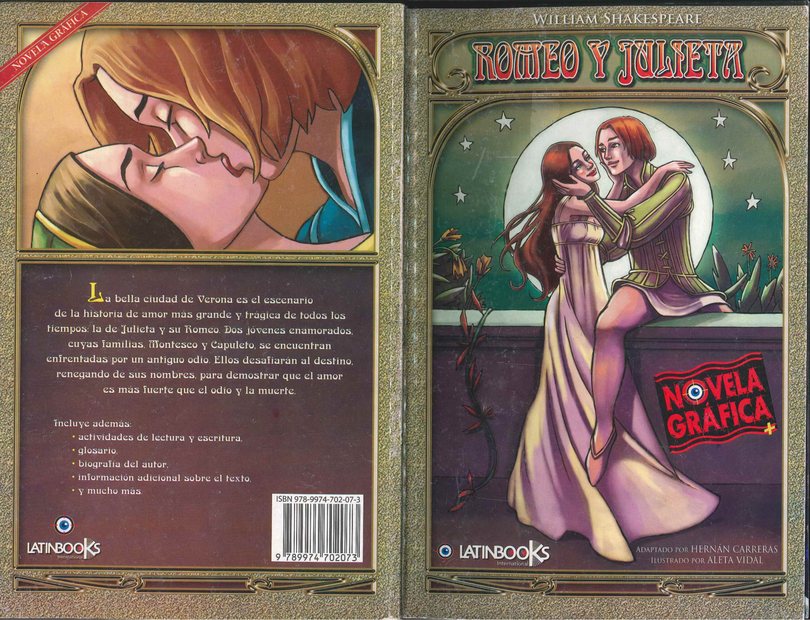 NOVELA GRÁFICA
La bella ciudad de Verona es el escenario
de la historia de amor más grande y trágica de todos los
tiempos: la de Julieta y su Romeo. Dos jóvenes enamorados,
cuyas familias, Montesco y Capuleto, se encuentran
enfrentadas por un antiguo odio. Ellos desafiarán al destino,
renegando de sus nombres, para demostrar que el amor
es más fuerte que el odio y la muerte.
Incluye además:
• actividades de lectura y escritura,
• glosario,
• biografía del autor,
• información adicional sobre el texto,
• y mucho más.
LATINBOOKS
International
ISBN 978-9974-702-07-3
9 789974 702073
WILLIAM SHAKESPEARE
ROMEO Y JULIETA
NOVELA
GRÁFICA+
LATINBOOKS
International
ADAPTADO POR HERNÁN CARRERAS
ILUSTRADO POR ALETA VIDAL